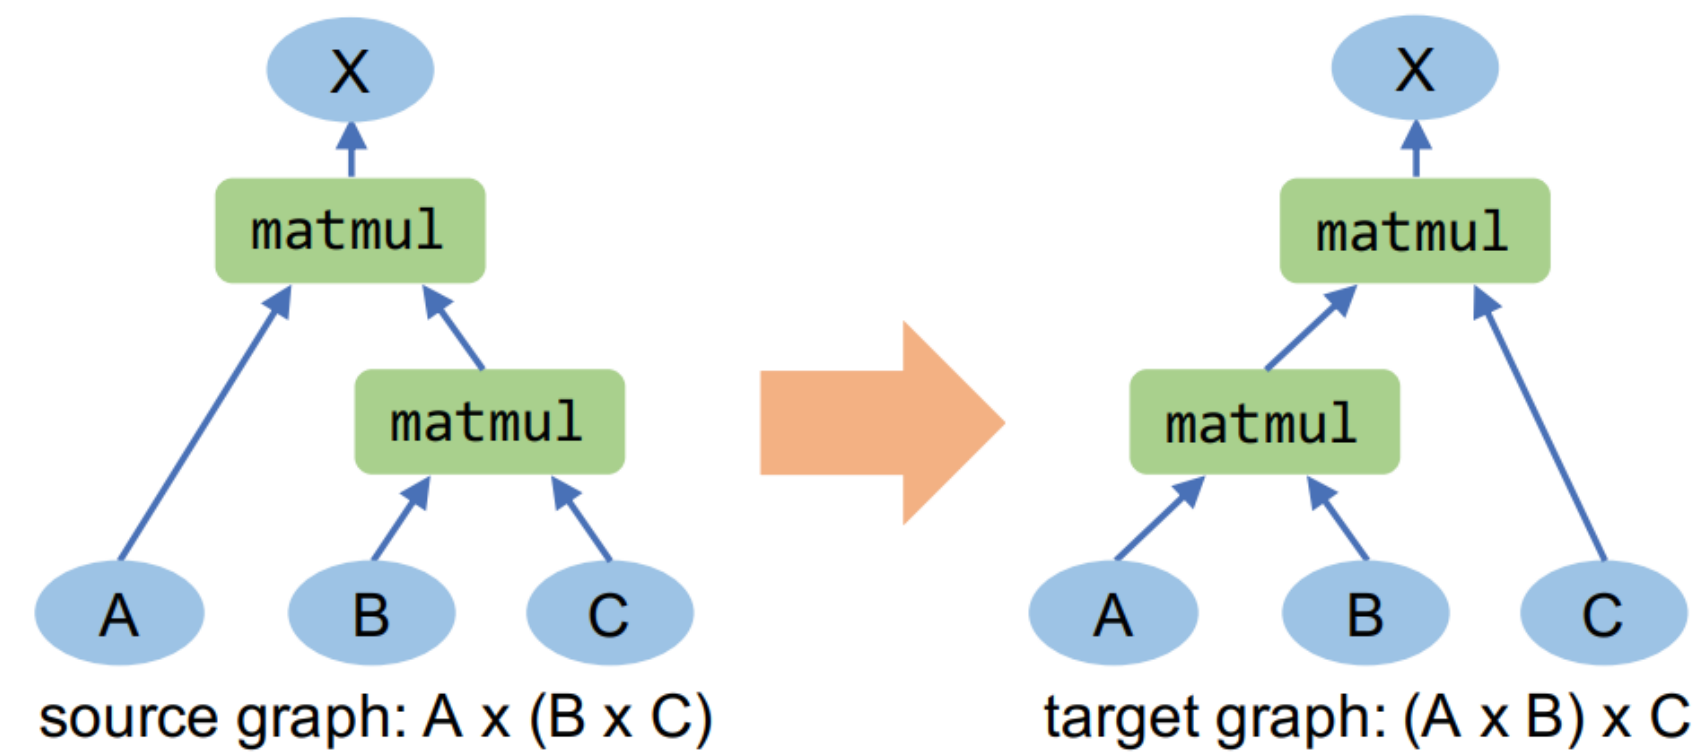 X
matmul
matmul
A B C
source graph: A x (B x C)
X
matmul
matmul
A B C
target graph: (A x B) x C